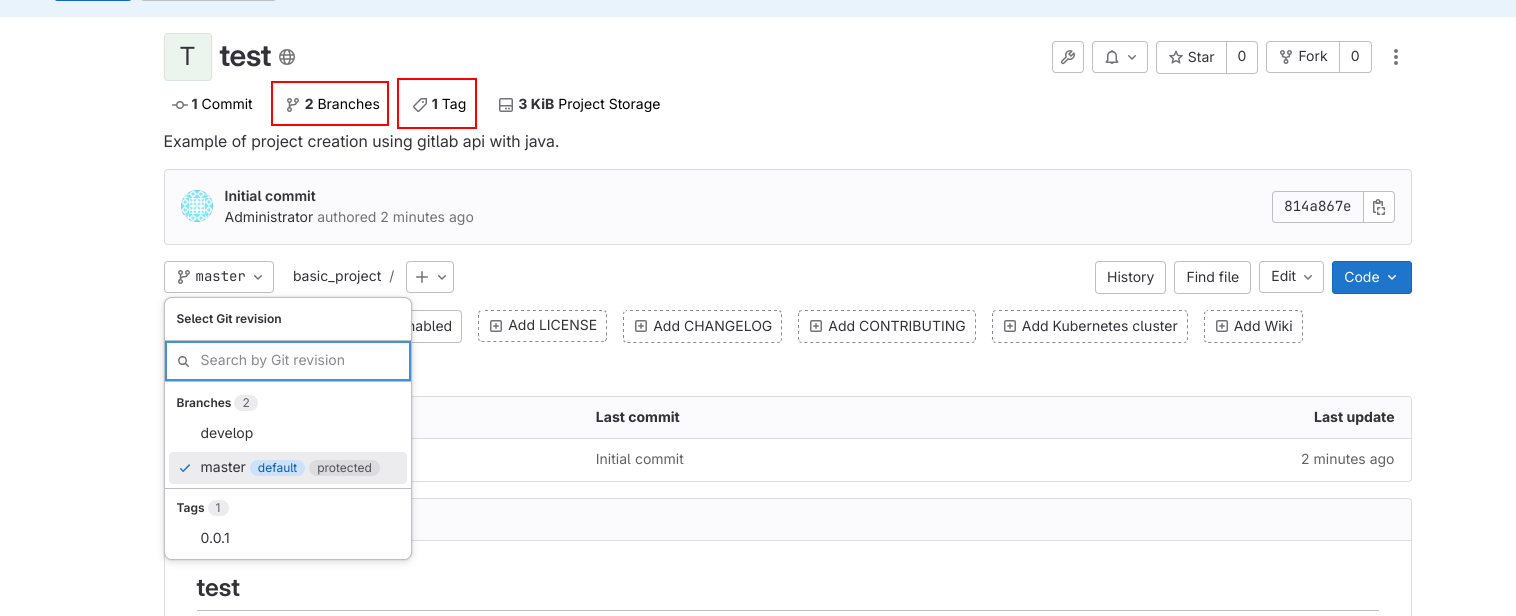 T test
Star 0 Fork 0
1 Commit 2 Branches 1 Tag 3 KiB Project Storage
Example of project creation using gitlab api with java.
Initial commit
Administrator authored 2 minutes ago
814a867e
master basic_project / History Find file Edit Code
Select Git revision
Add LICENSE Add CHANGELOG Add CONTRIBUTING Add Kubernetes cluster Add Wiki
Search by Git revision
Branches 2
Last commit Last update
develop
Initial commit 2 minutes ago
master default protected
Tags 1
0.0.1
test